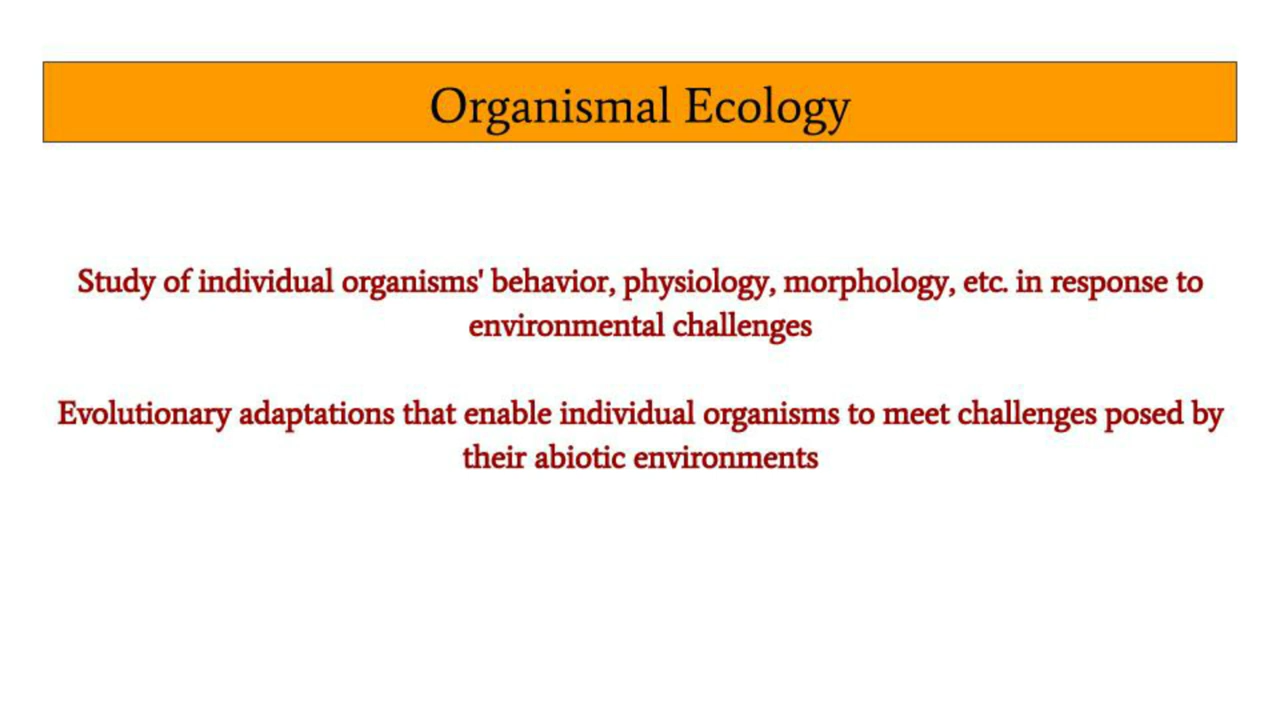 Organismal Ecology
Study of individual organisms' behavior, physiology, morphology, etc. in response to
environmental challenges
Evolutionary adaptations that enable individual organisms to meet challenges posed by
their abiotic environments